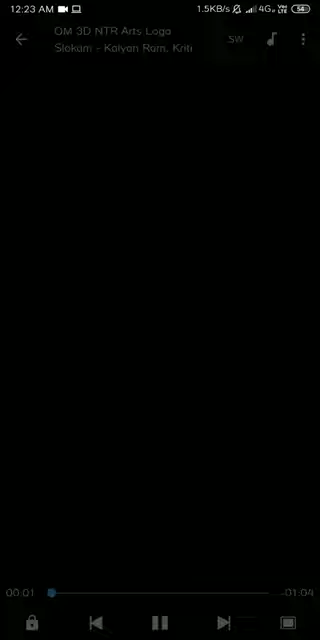 12:23 AM 1.5KB/s 4G 54
QM 3D NTR Arts Logo
Slokam - Kalyan Ram, Kriti
SW
00:01 -01:04